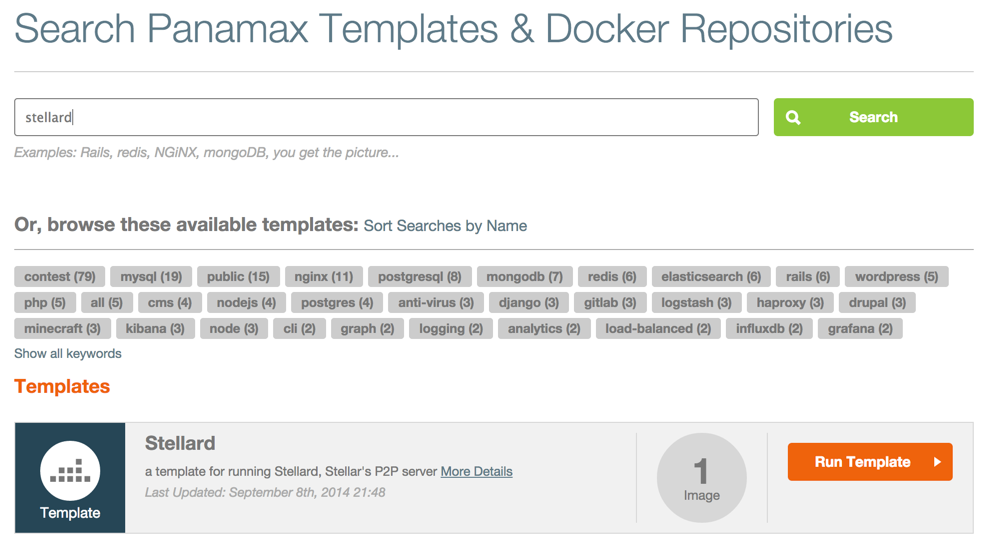 Search Panamax Templates & Docker Repositories
stellard
Search
Examples: Rails, redis, NGiNX, mongoDB, you get the picture...
Or, browse these available templates: Sort Searches by Name
contest (79) mysql (19) public (15) nginx (11) postgresql (8) mongodb (7) redis (6) elasticsearch (6) rails (6) wordpress (5)
php (5) all (5) cms (4) nodejs (4) postgres (4) anti-virus (3) django (3) gitlab (3) logstash (3) haproxy (3) drupal (3)
minecraft (3) kibana (3) node (3) cli (2) graph (2) logging (2) analytics (2) load-balanced (2) influxdb (2) grafana (2)
Show all keywords
Templates
Template
Stellard
a template for running Stellard, Stellar's P2P server More Details
Last Updated: September 8th, 2014 21:48
1
Image
Run Template